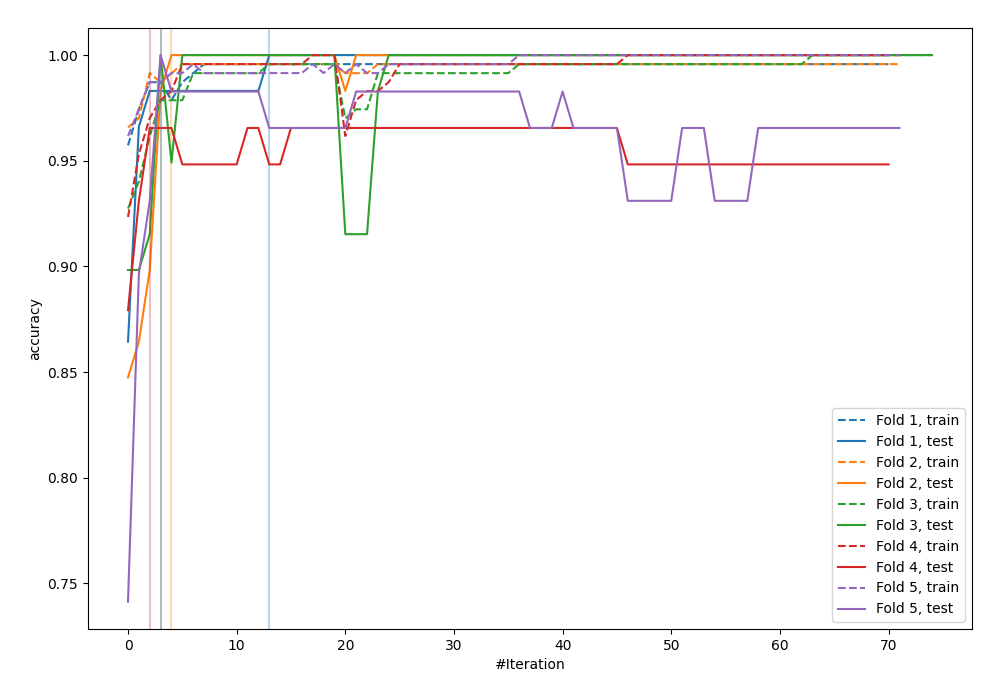 1.00
0.95
0.90
0.85
0.80
0.75
accuracy
0
10
20
30
40
50
60
70
#Iteration
Fold 1, train
Fold 1, test
Fold 2, train
Fold 2, test
Fold 3, train
Fold 3, test
Fold 4, train
Fold 4, test
Fold 5, train
Fold 5, test